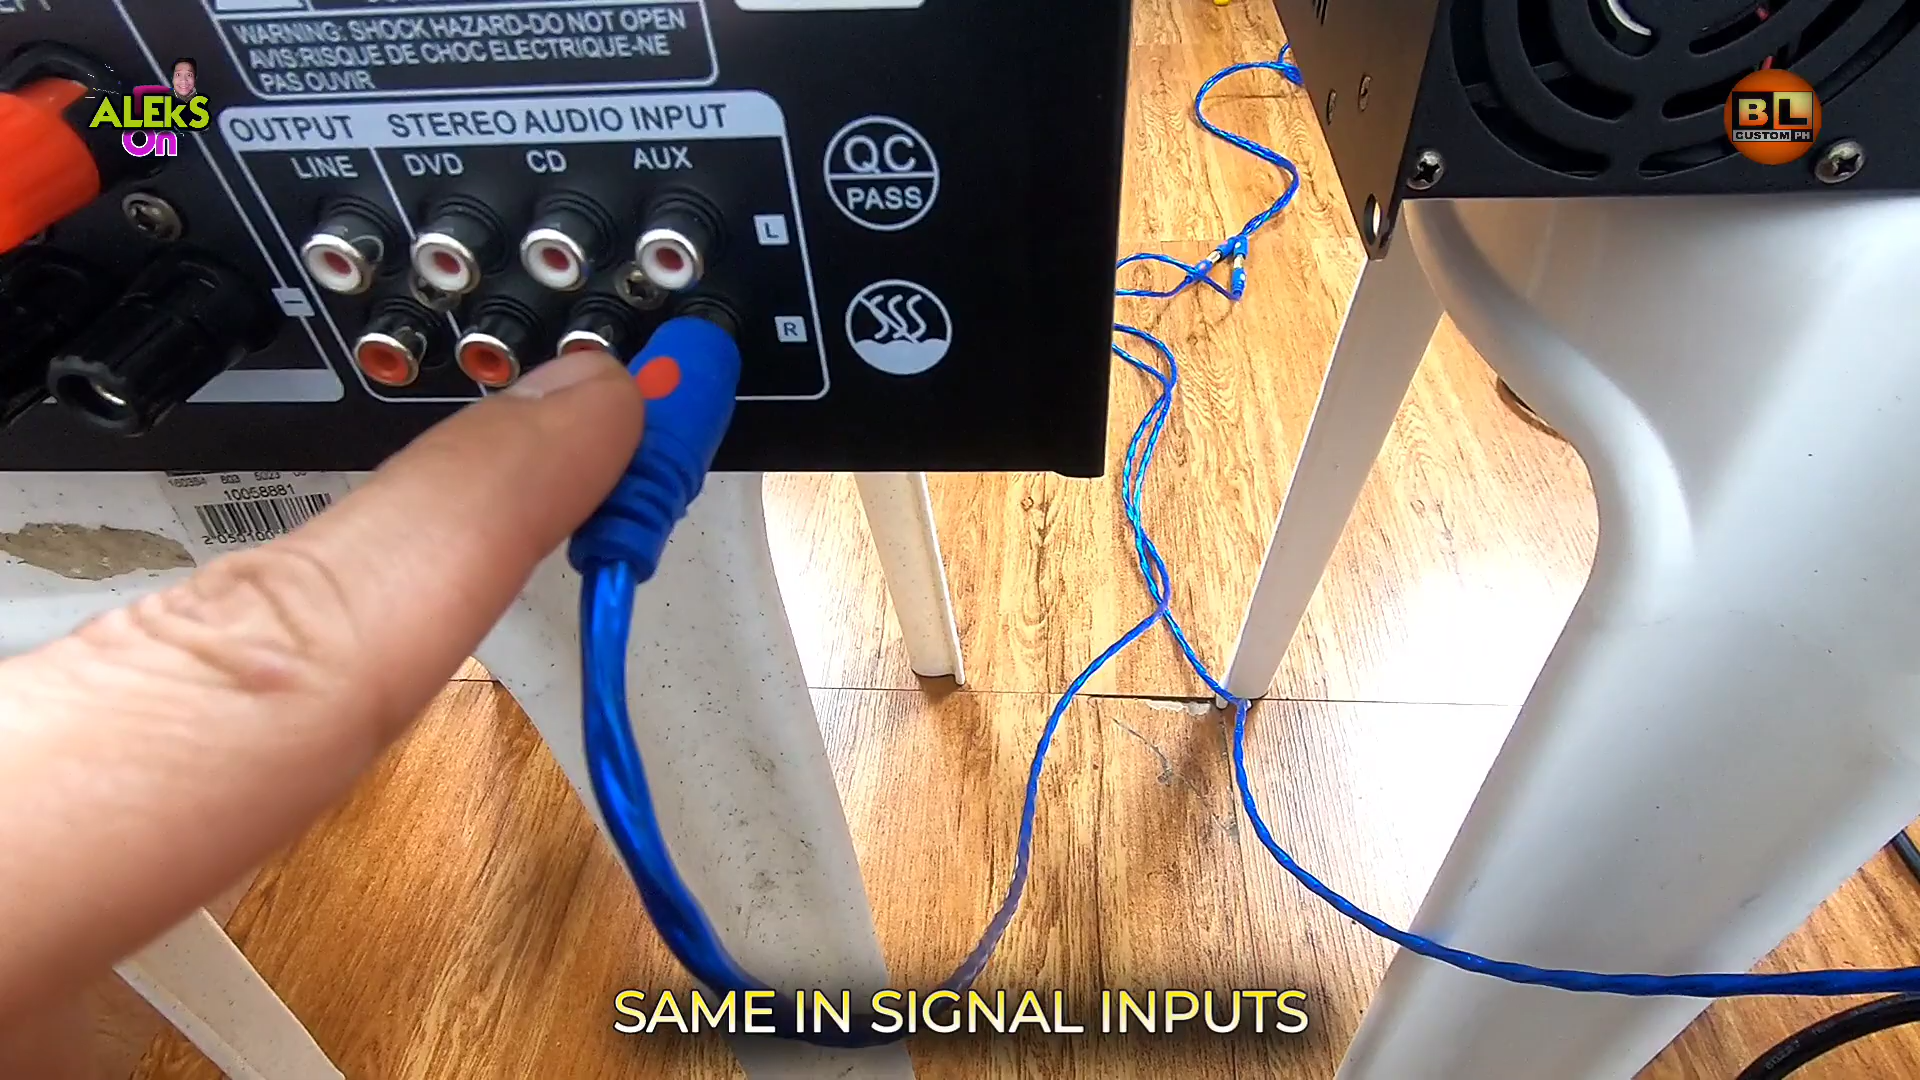 WARNING: SHOCK HAZARD-DO NOT OPEN
AVIS:RISQUE DE CHOC ELECTRIQUE-NE
PAS OUVRIR
ALEKS
On
BL
CUSTOM PH
OUTPUT STEREO AUDIO INPUT
LINE DVD CD AUX
QC
PASS
L
R
10058881
SAME IN SIGNAL INPUTS